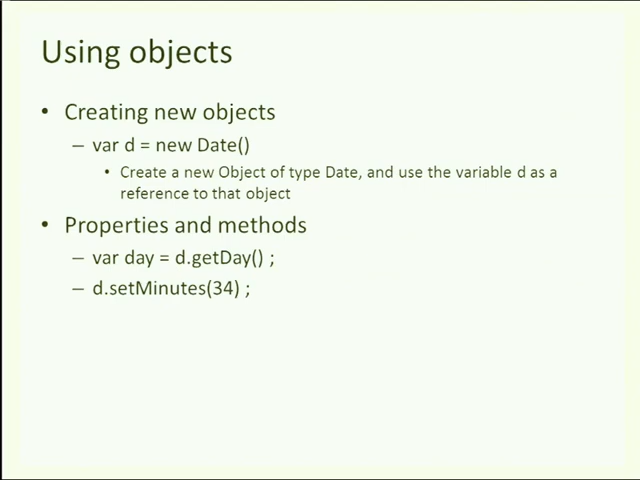 Using objects
• Creating new objects
– var d = new Date()
• Create a new Object of type Date, and use the variable d as a
reference to that object
• Properties and methods
– var day = d.getDay() ;
– d.setMinutes(34) ;